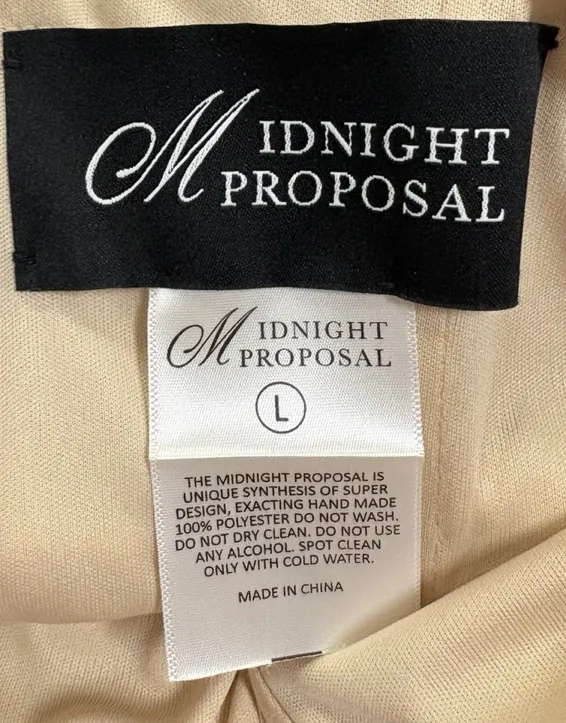 MIDNIGHT
PROPOSAL
MIDNIGHT
PROPOSAL
L
THE MIDNIGHT PROPOSAL IS
UNIQUE SYNTHESIS OF SUPER
DESIGN, EXACTING HAND MADE
100% POLYESTER DO NOT WASH.
DO NOT DRY CLEAN. DO NOT USE
ANY ALCOHOL. SPOT CLEAN
ONLY WITH COLD WATER.
MADE IN CHINA